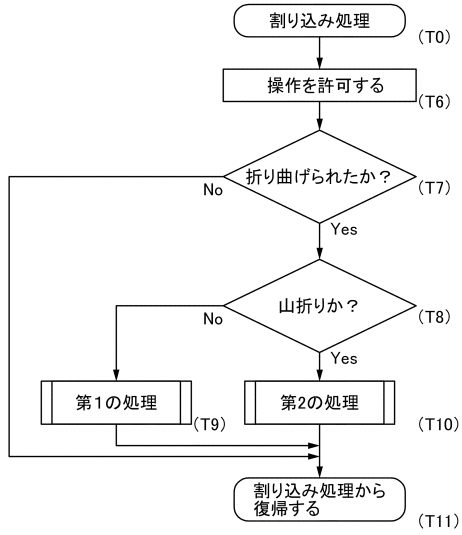 割り込み処理
(T0)
操作を許可する
(T6)
折り曲げられたか？
(T7)
No
Yes
山折りか？
(T8)
No
Yes
第1の処理
(T9)
第2の処理
(T10)
割り込み処理から
復帰する
(T11)